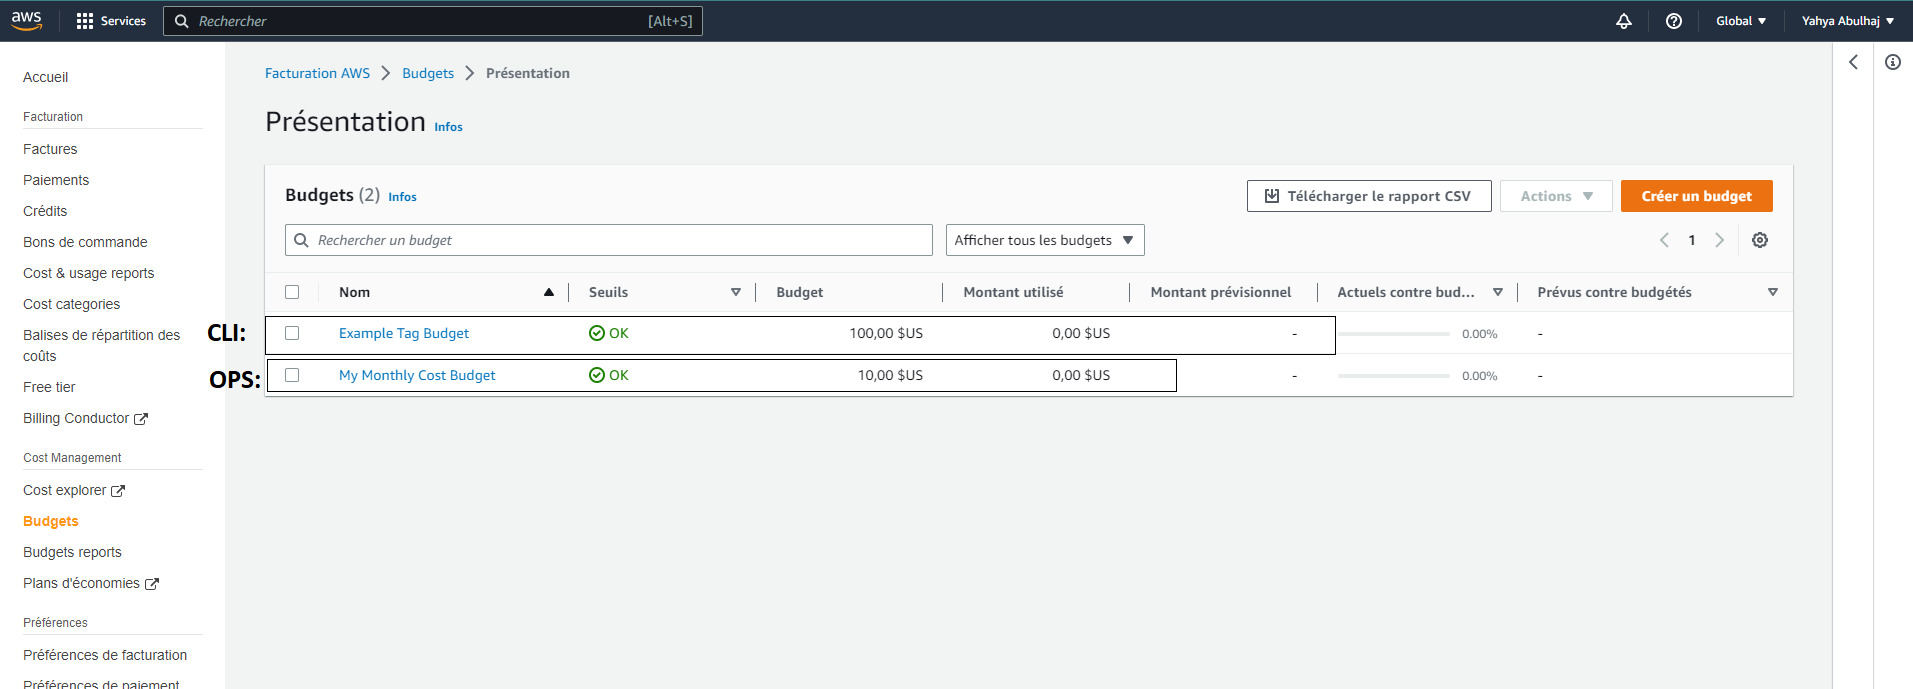 aws Services Rechercher [Alt+S] Global Yahya Abulhaj
Accueil
Facturation
Factures
Paiements
Crédits
Bons de commande
Cost & usage reports
Cost categories
Balises de répartition des
coûts
Free tier
Billing Conductor
Cost Management
Cost explorer
Budgets
Budgets reports
Plans d'économies
Préférences
Préférences de facturation
Préférences de paiement
Facturation AWS > Budgets > Présentation
Présentation Infos
Budgets (2) Infos
Télécharger le rapport CSV Actions Créer un budget
Rechercher un budget Afficher tous les budgets 1
Nom Seuils Budget Montant utilisé Montant prévisionnel Actuels contre bud... Prévus contre budgétés
CLI: Example Tag Budget OK 100,00 $US 0,00 $US - 0.00% -
OPS: My Monthly Cost Budget OK 10,00 $US 0,00 $US - 0.00% -